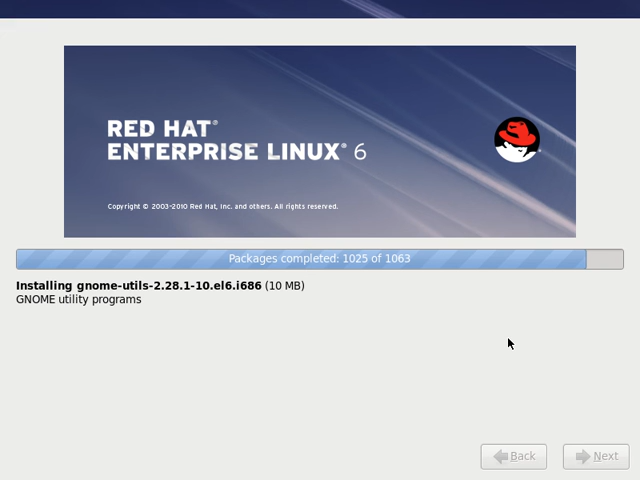 RED HAT®
ENTERPRISE LINUX® 6
Copyright © 2003-2010 Red Hat, Inc. and others. All rights reserved.
Packages completed: 1025 of 1063
Installing gnome-utils-2.28.1-10.el6.i686 (10 MB)
GNOME utility programs
Back
Next